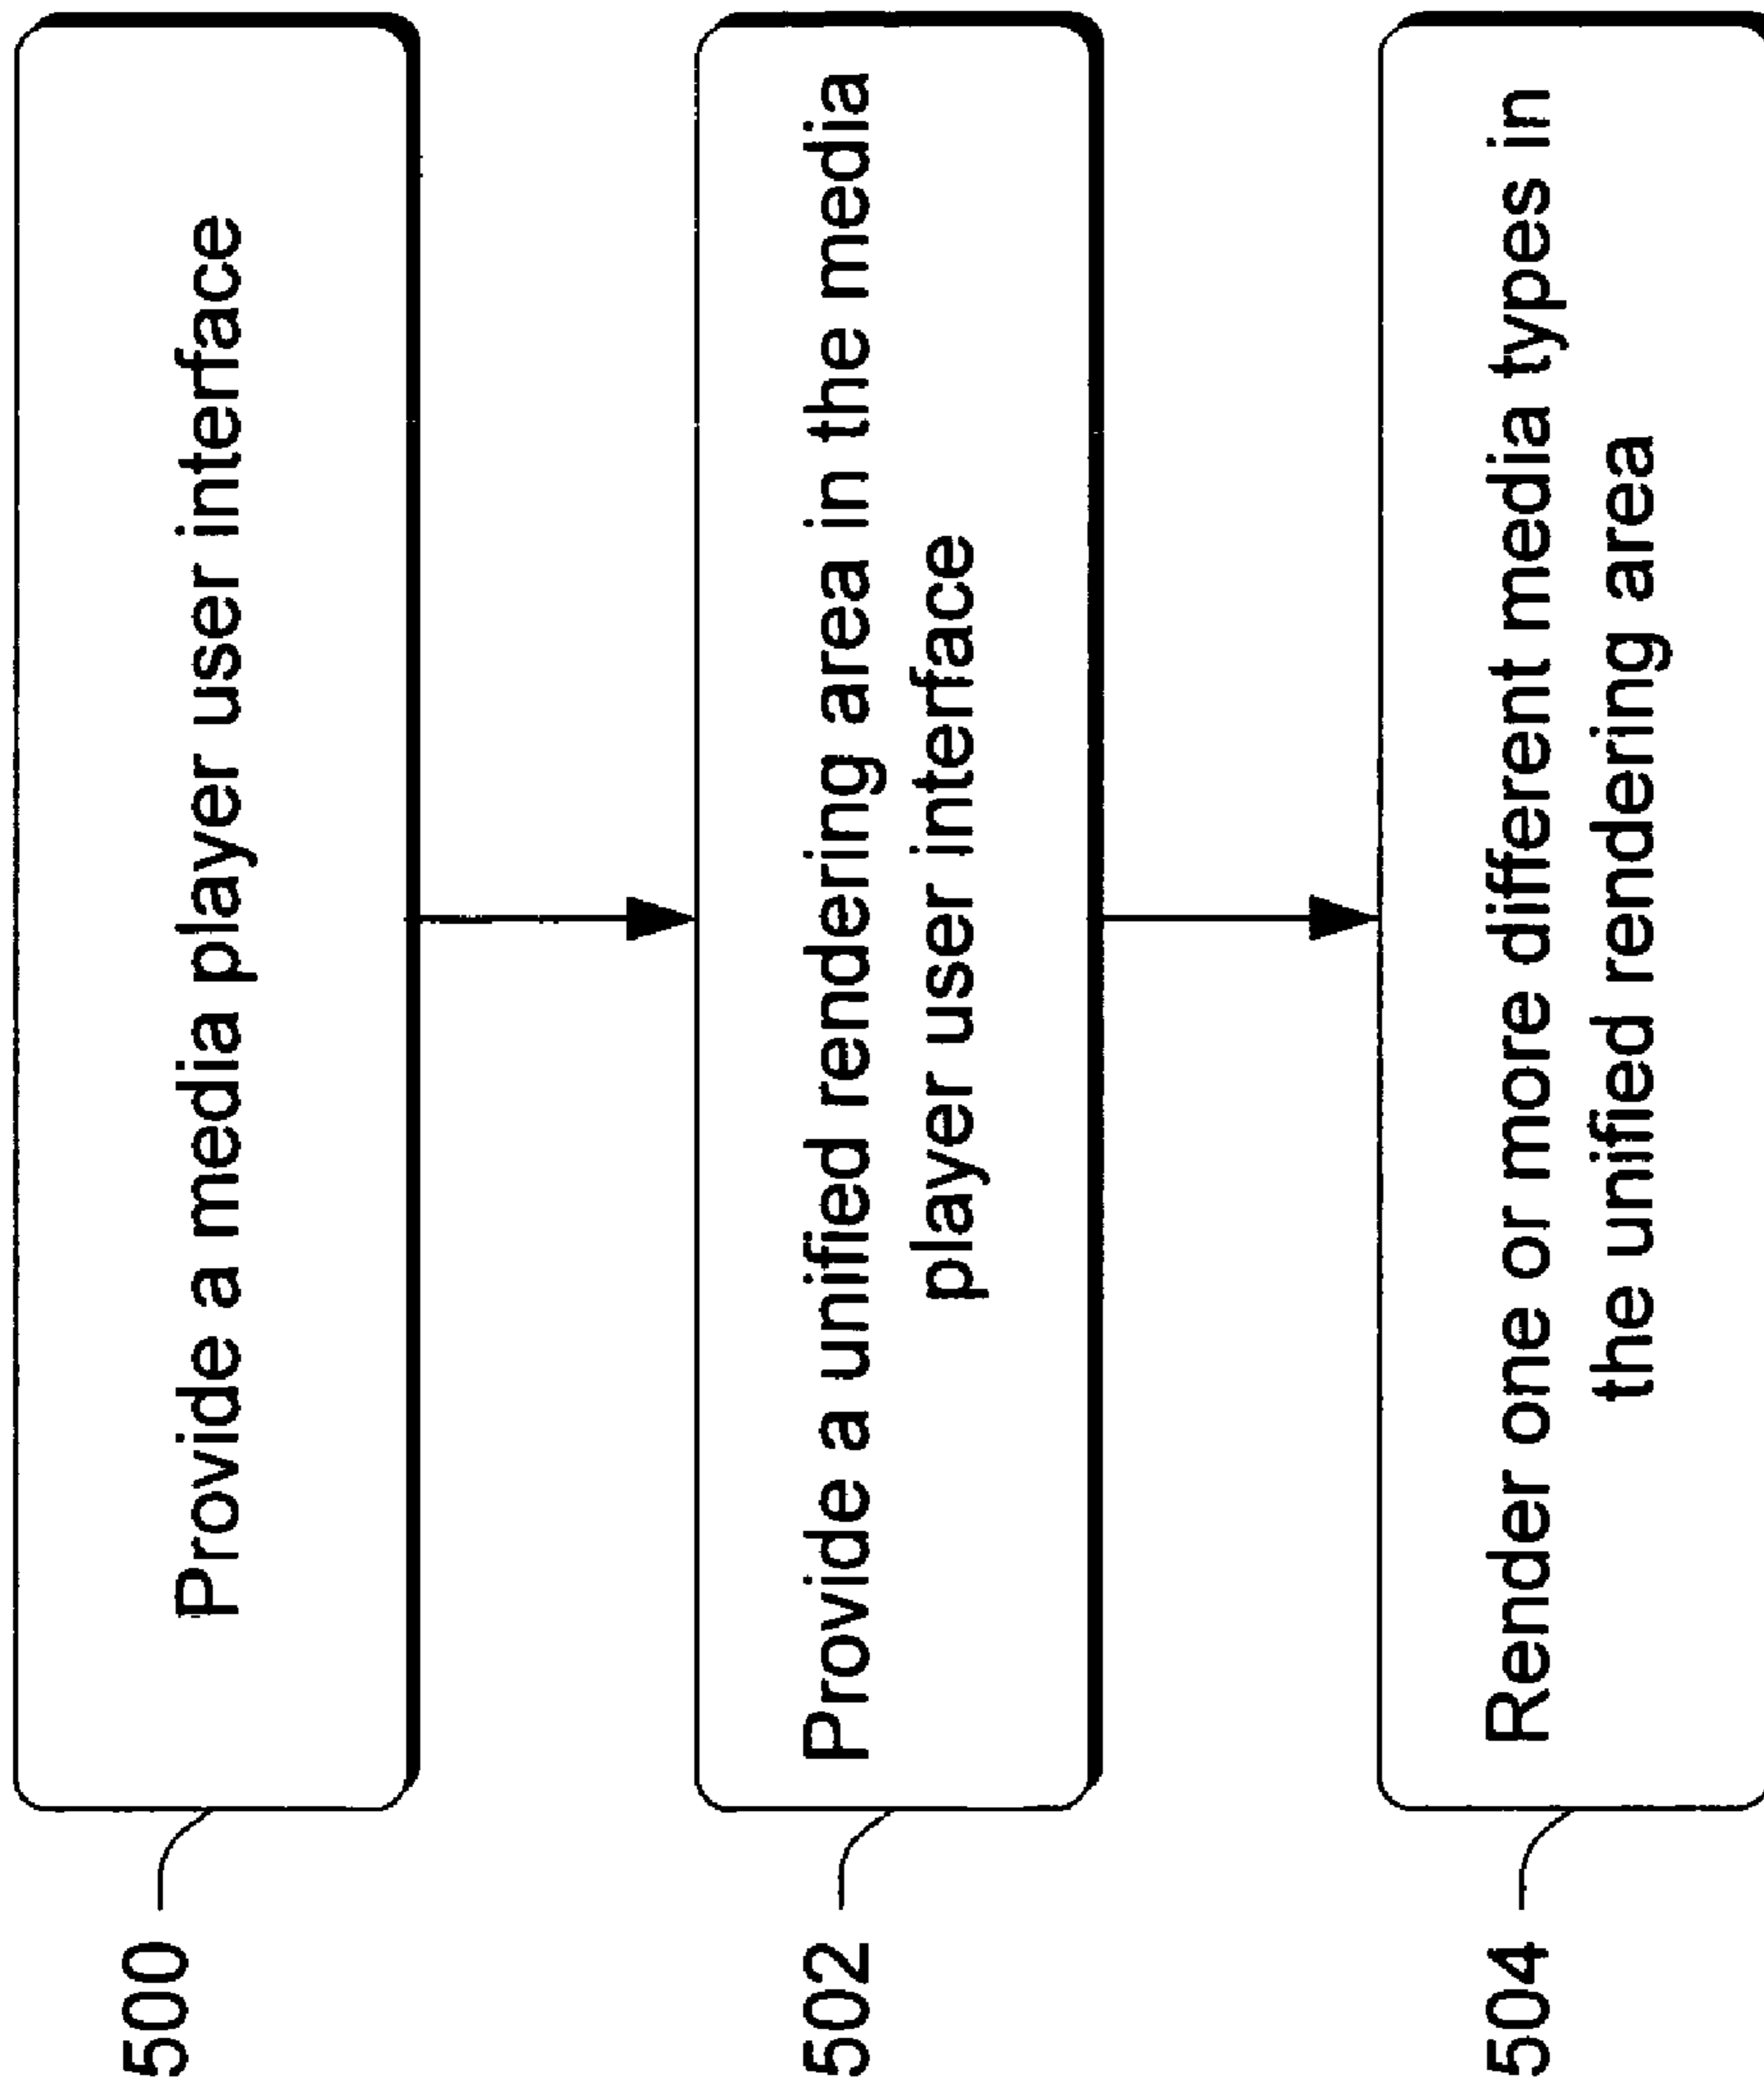 500
Provide a media player user interface
502
Provide a unified rendering area in the media
player user interface
504
Render one or more different media types in
the unified rendering area